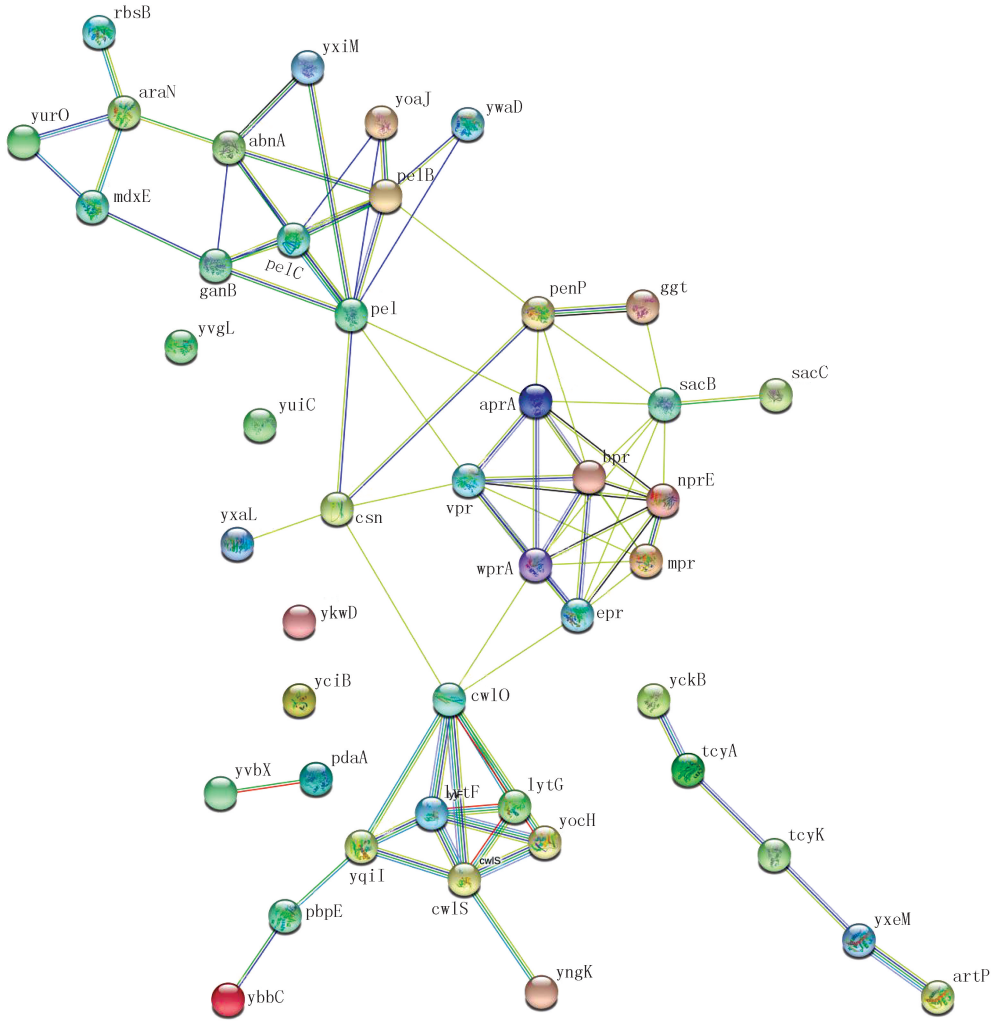 rbsB
yxiM
araN
yoaJ
ywaD
yurO
abnA
pelB
mdxE
pelC
ganB
pel
penP
ggt
yvgL
sacC
sacB
aprA
yuiC
bpr
nprE
vpr
csn
yxaL
wprA
mpr
epr
ykwD
yciB
cwlO
yckB
tcyA
pdaA
yvbX
lytF
lytG
yocH
tcyK
cwlS
yqiI
cwlS
pbpE
yxeM
yngK
artP
ybbC